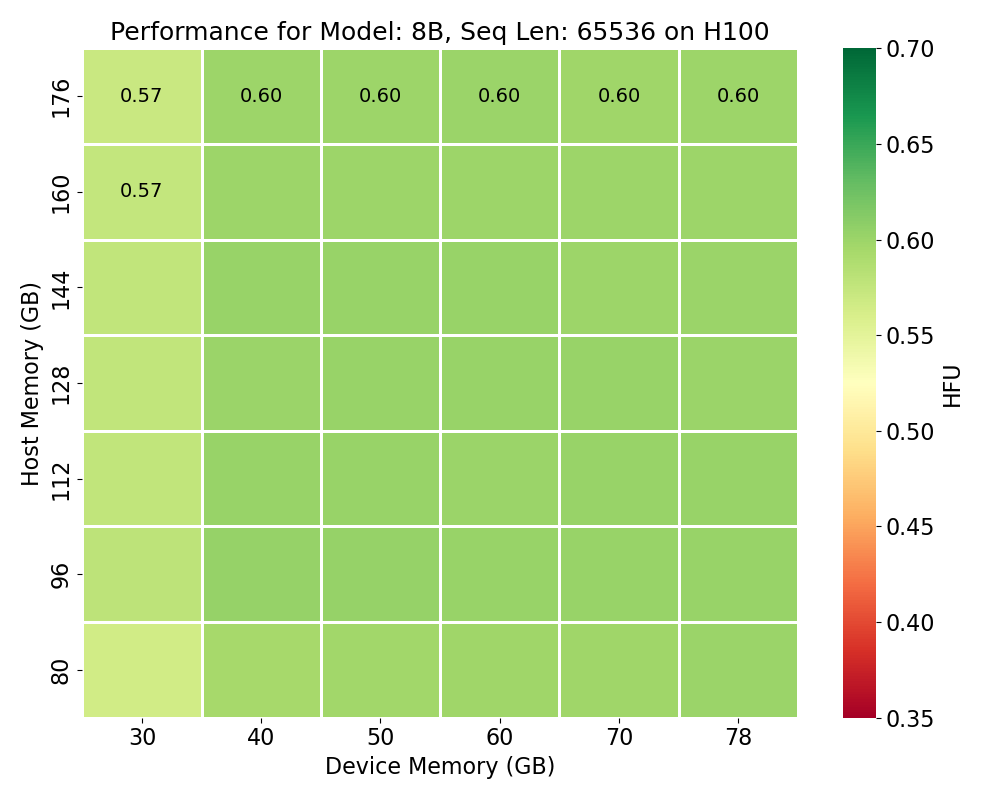 Performance for Model: 8B, Seq Len: 65536 on H100
0.57 0.60 0.60 0.60 0.60 0.60
0.57
176
160
144
128
112
96
80
Host Memory (GB)
30 40 50 60 70 78
Device Memory (GB)
0.70
0.65
0.60
0.55
0.50
0.45
0.40
0.35
HFU